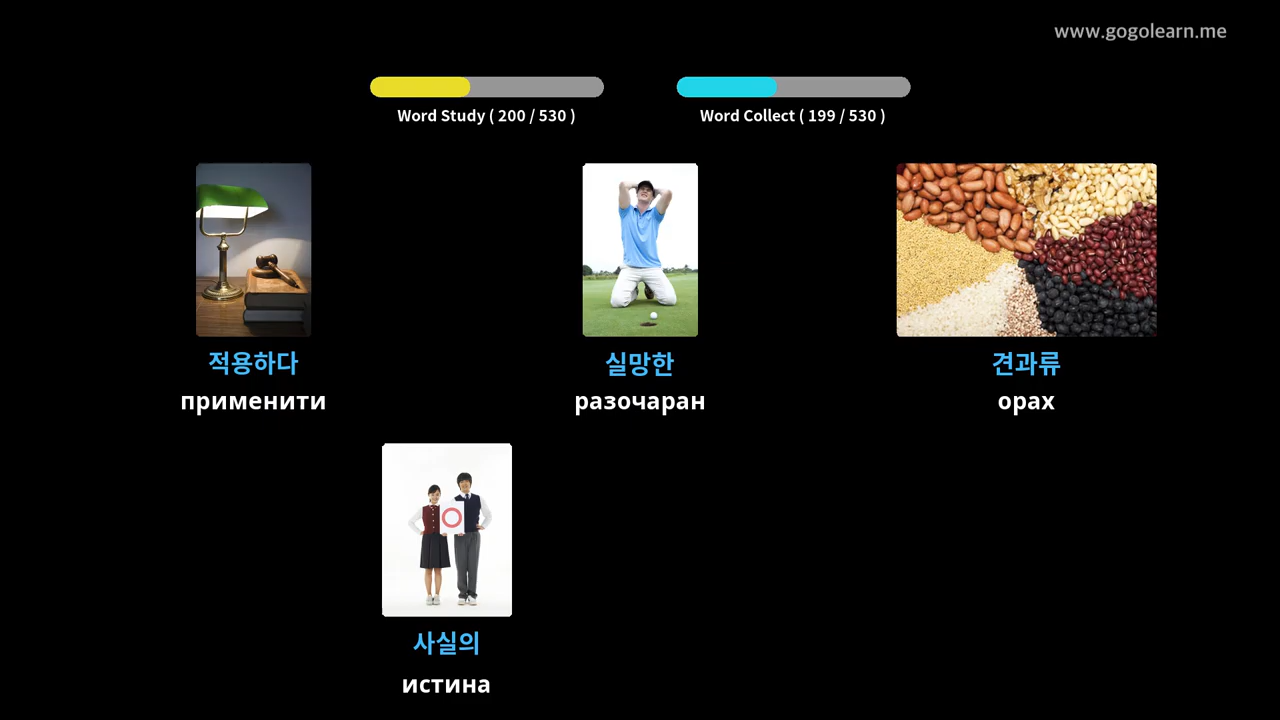 www.gogolearn.me
Word Study ( 200 / 530 )
Word Collect ( 199 / 530 )
적용하다
применити
실망한
разочаран
견과류
орах
사실의
истина